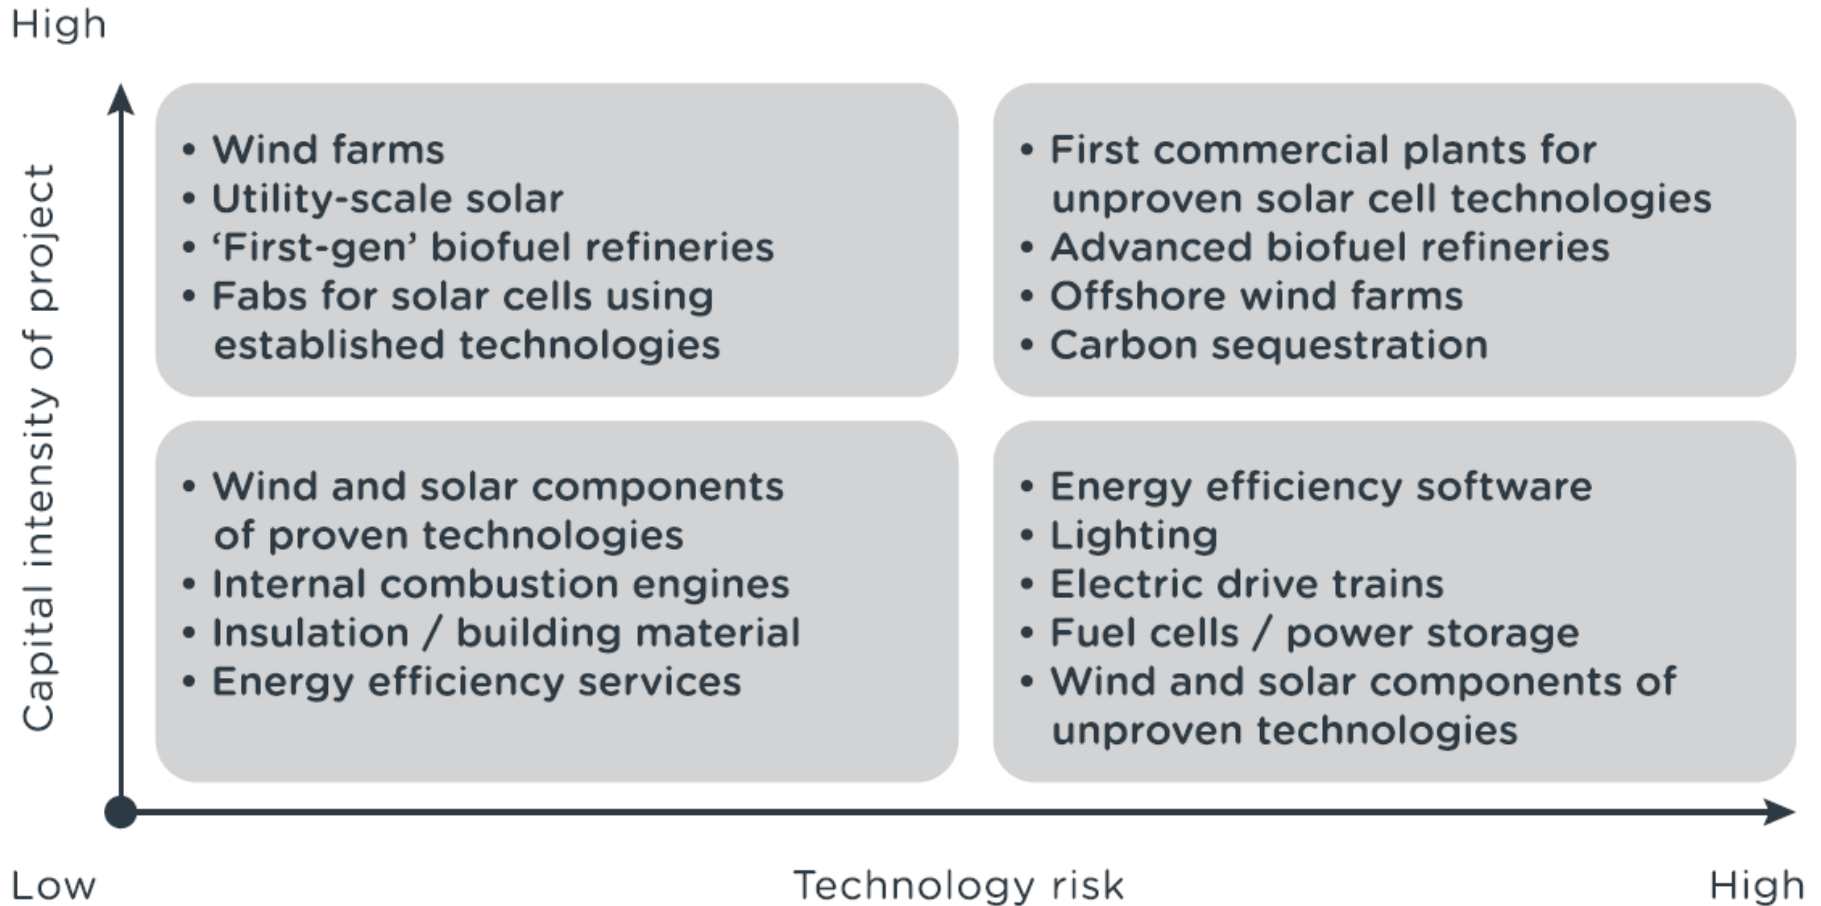 High
Capital intensity of project
• Wind farms
• Utility-scale solar
• ‘First-gen’ biofuel refineries
• Fabs for solar cells using
established technologies
• First commercial plants for
unproven solar cell technologies
• Advanced biofuel refineries
• Offshore wind farms
• Carbon sequestration
• Wind and solar components
of proven technologies
• Internal combustion engines
• Insulation / building material
• Energy efficiency services
• Energy efficiency software
• Lighting
• Electric drive trains
• Fuel cells / power storage
• Wind and solar components of
unproven technologies
Low
Technology risk
High